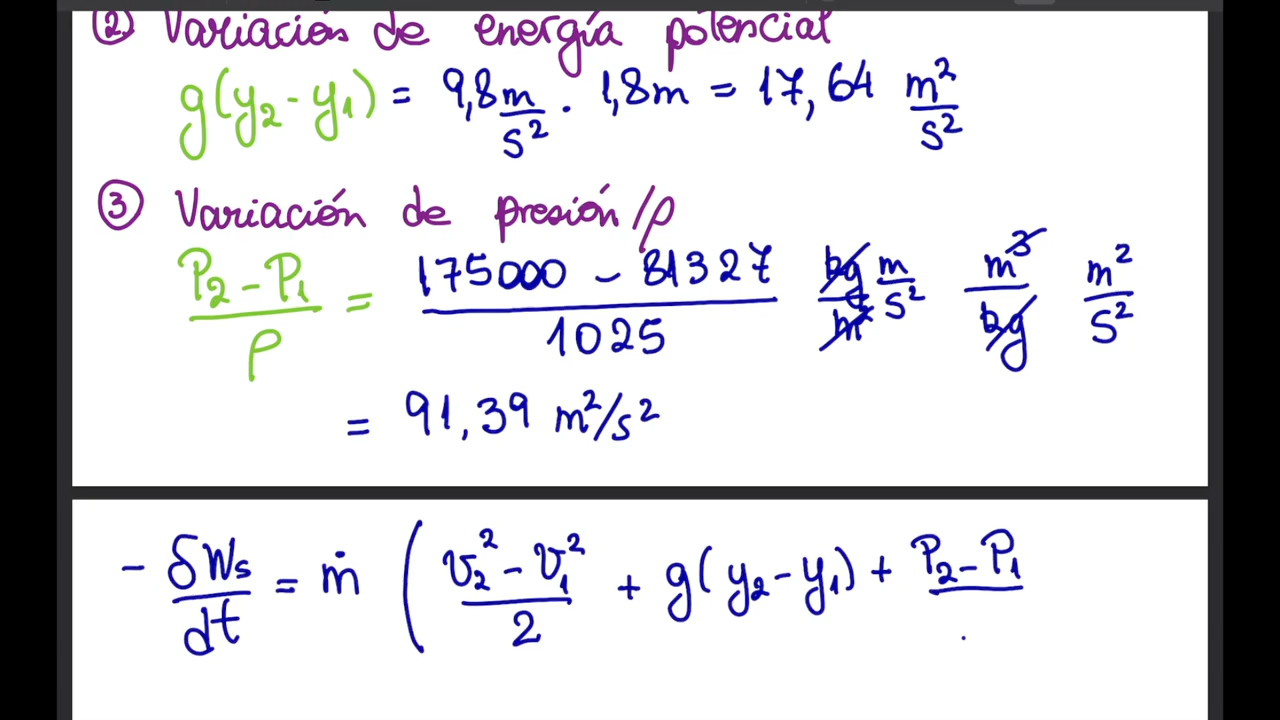 ② Variación de energía potencial
g(y₂ - y₁) = 9,8 m/s² · 1,8m = 17,64 m²/s²
③ Variación de presión/ρ
(P₂ - P₁)/ρ = (175000 - 81327)/1025 kg/m² m/s² m³/kg m²/s²
= 91,39 m²/s²
- δWs/dt = ṁ ( (v₂² - v₁²)/2 + g(y₂ - y₁) + P₂ - P₁